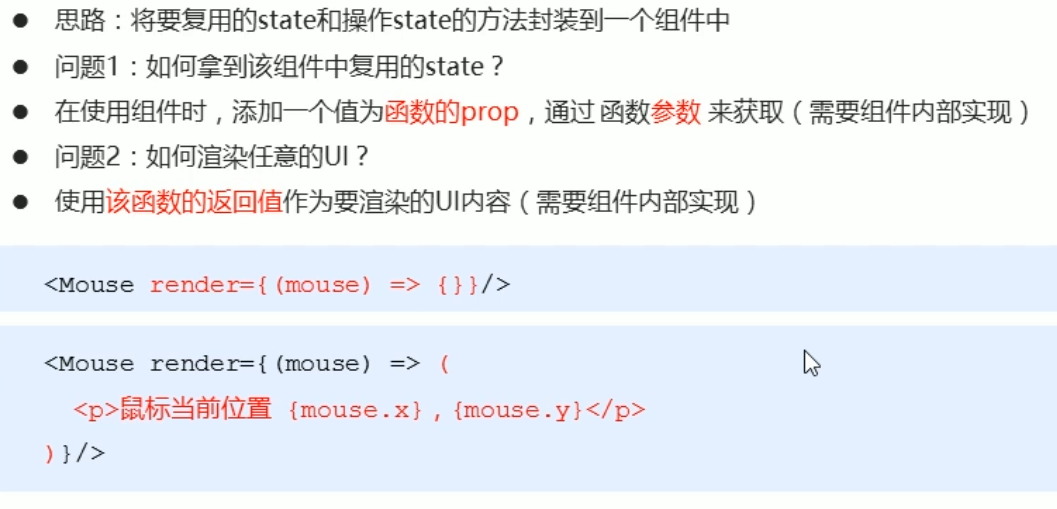 ● 思路：将要复用的state和操作state的方法封装到一个组件中
● 问题1：如何拿到该组件中复用的state？
● 在使用组件时，添加一个值为函数的prop，通过 函数参数 来获取（需要组件内部实现）
● 问题2：如何渲染任意的UI？
● 使用该函数的返回值作为要渲染的UI内容（需要组件内部实现）
<Mouse render={(mouse) => {}}/>
<Mouse render={(mouse) => (
<p>鼠标当前位置 {mouse.x}，{mouse.y}</p>
)}/>